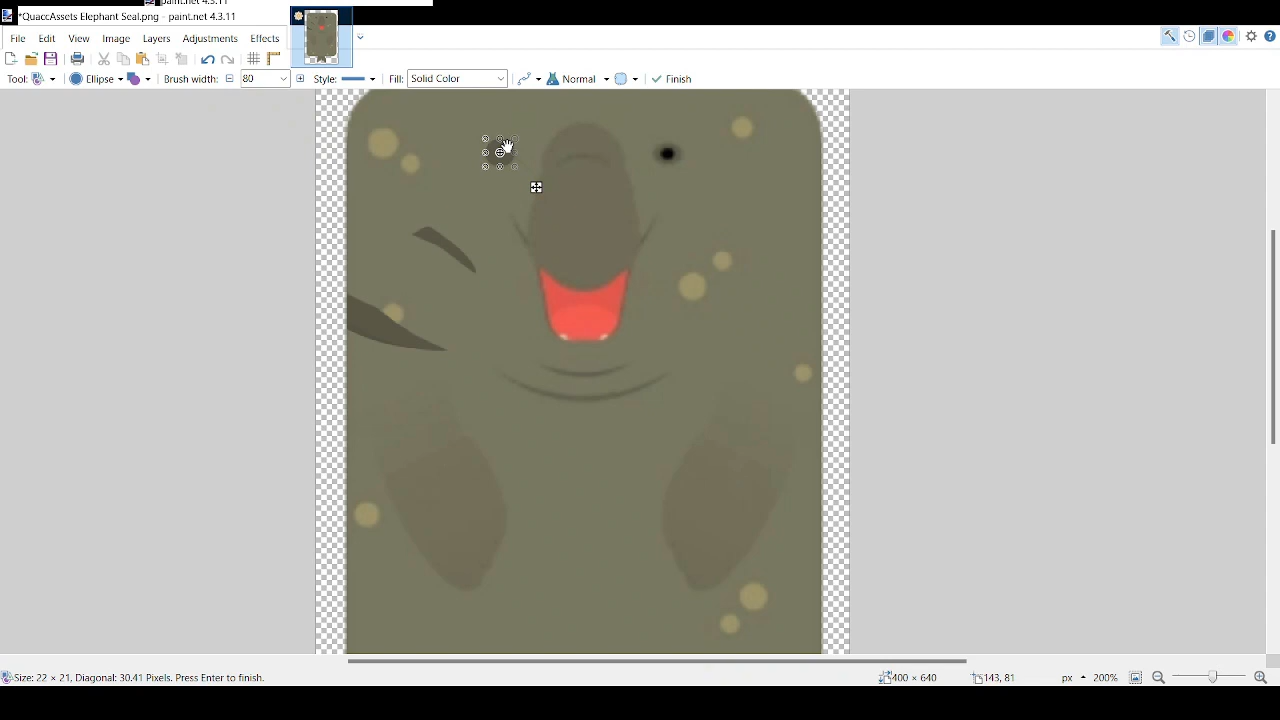 paint.net 4.3.11
*QuaccAssets Elephant Seal.png - paint.net 4.3.11
File Edit View Image Layers Adjustments Effects
Tool: Ellipse Brush width: 80 Style: Fill: Solid Color Normal Finish
Size: 22 × 21, Diagonal: 30.41 Pixels. Press Enter to finish. 400 × 640 143, 81 px 200%